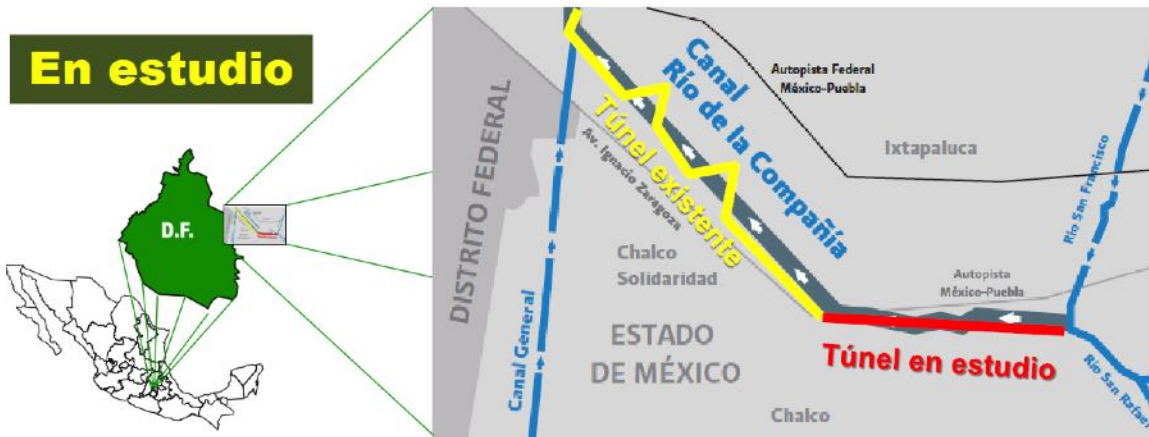 En estudio
D.F.
DISTRITO FEDERAL
Canal General
Canal
Río de la Compañía
Túnel existente
Av. Ignacio Zaragoza
Autopista Federal
México-Puebla
Ixtapaluca
Río San Francisco
Chalco
Solidaridad
Autopista
México-Puebla
ESTADO
DE MÉXICO
Túnel en estudio
Río San Rafael
Chalco